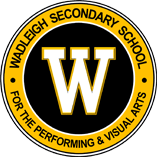 WADLEIGH SECONDARY SCHOOL
W
• FOR THE PERFORMING & VISUAL ARTS •